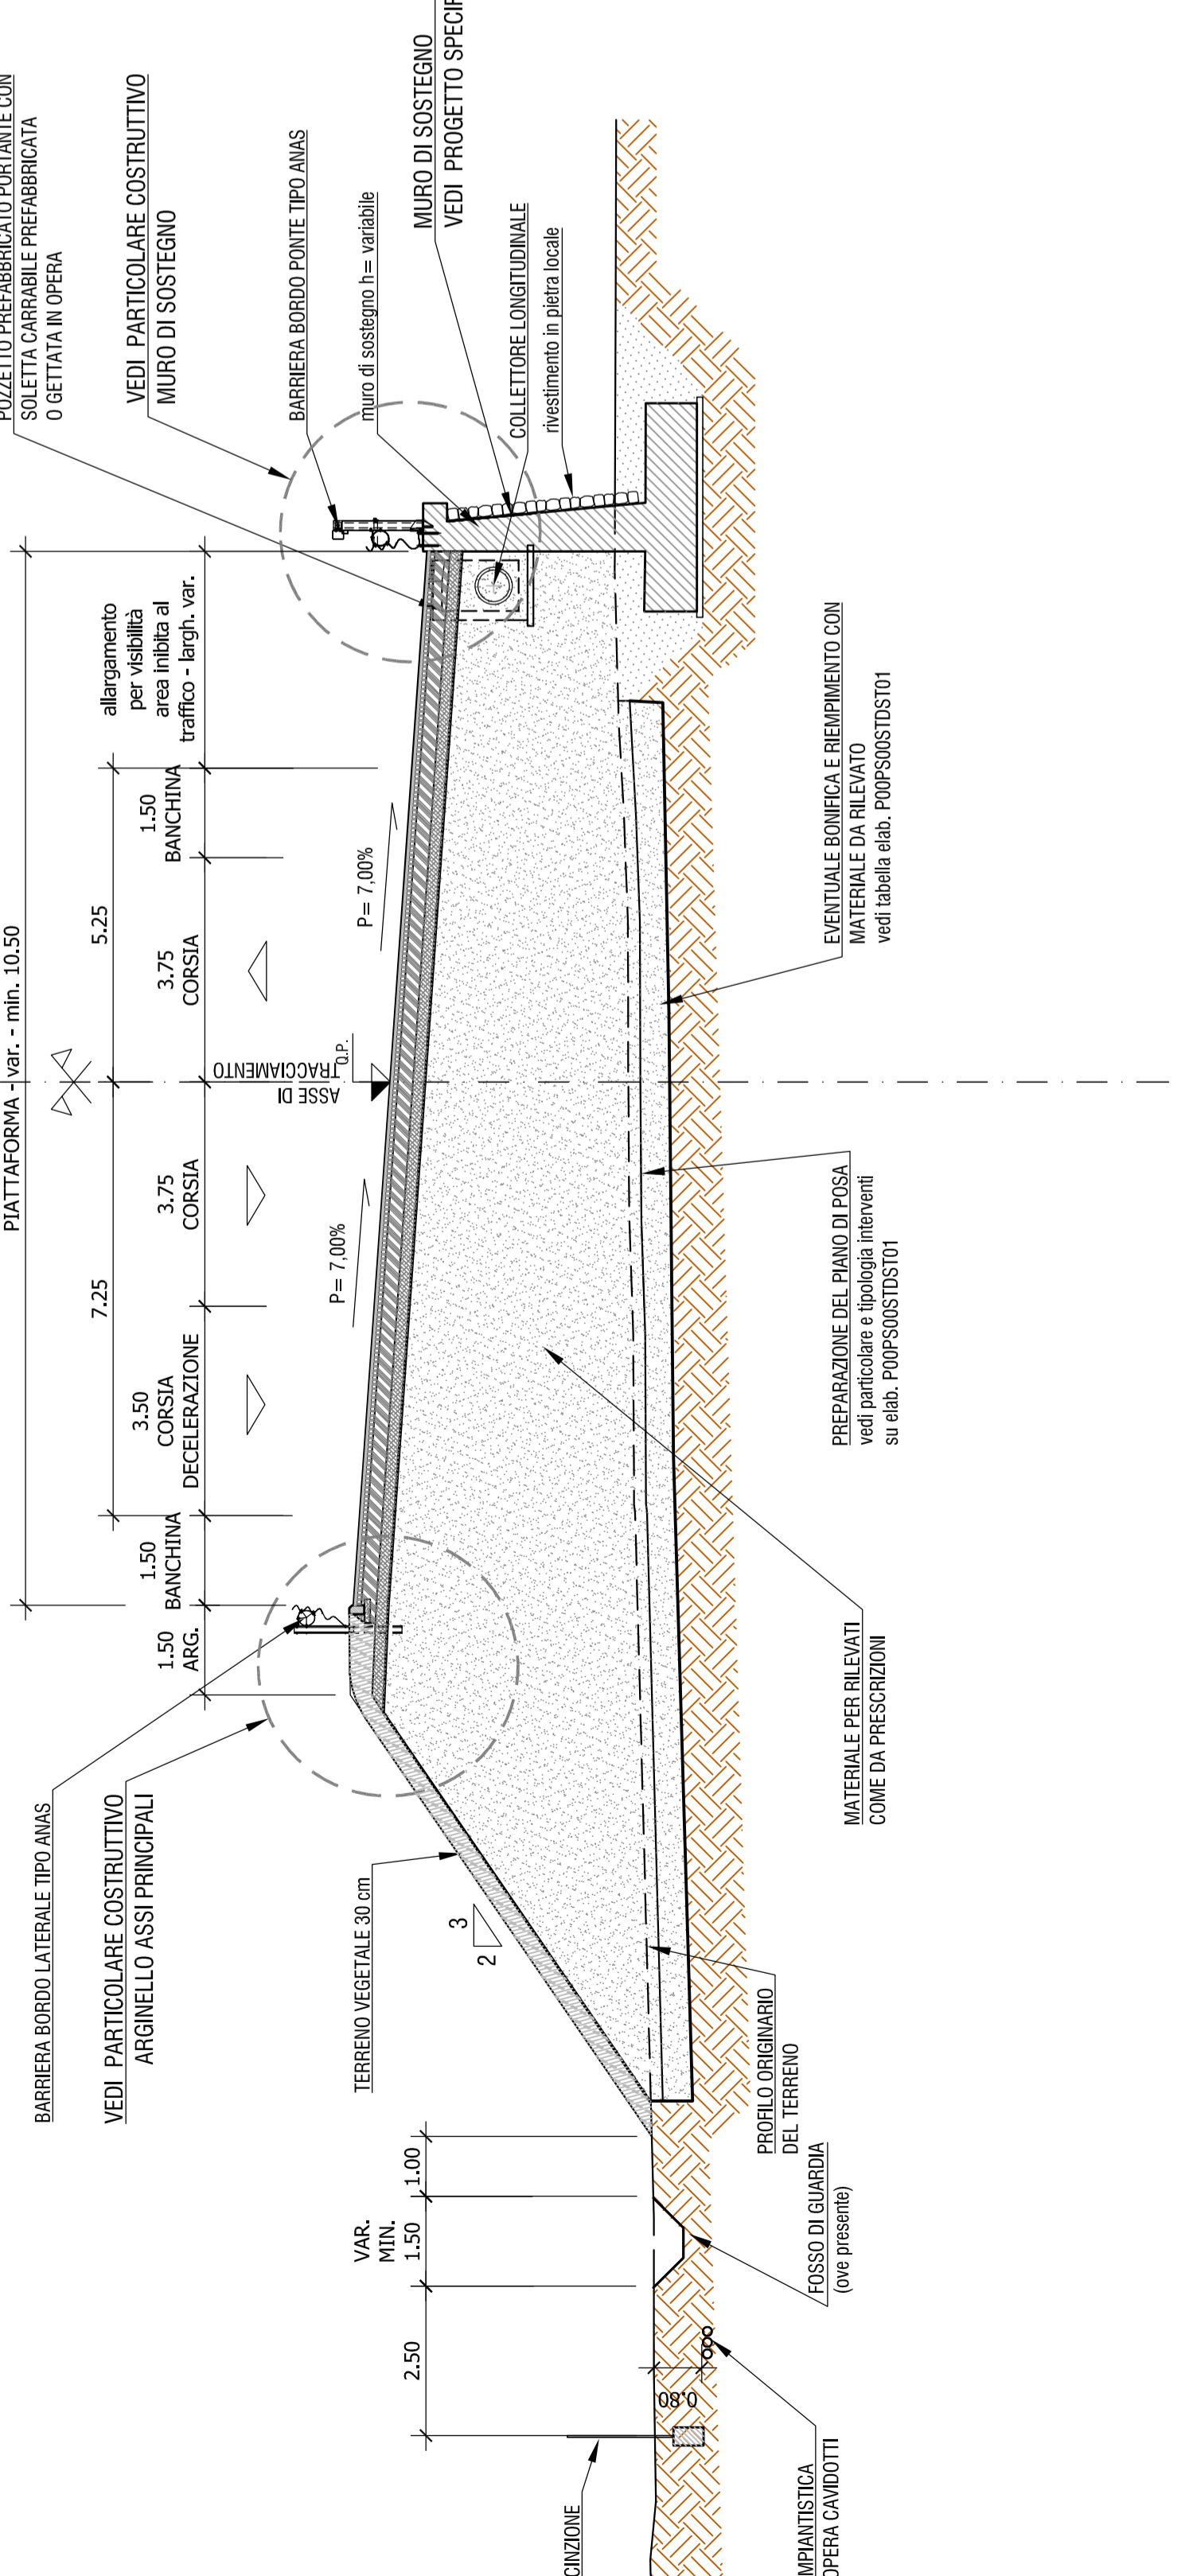 POZZETTO PREFABBRICATO PORTANTE CON
SOLETTA CARRABILE PREFABBRICATA
O GETTATA IN OPERA
VEDI PARTICOLARE COSTRUTTIVO
MURO DI SOSTEGNO
BARRIERA BORDO PONTE TIPO ANAS
muro di sostegno h= variabile
MURO DI SOSTEGNO
VEDI PROGETTO
COLLETTORE LONGITUDINALE
rivestimento in pietra locale
PIATTAFORMA - var. - min. 10.50
7.25
5.25
1.50
ARG.
1.50
BANCHINA
3.50
CORSIA
DECELERAZIONE
3.75
CORSIA
3.75
CORSIA
1.50
BANCHINA
allargamento
per visibilità
area inibita al
traffico - largh. var.
ASSE DI
TRACCIAMENTO
Q.P.
P= 7,00%
P= 7,00%
BARRIERA BORDO LATERALE TIPO ANAS
VEDI PARTICOLARE COSTRUTTIVO
ARGINELLO ASSI PRINCIPALI
TERRENO VEGETALE 30 cm
3
2
VAR.
MIN.
2.50
1.50
1.00
0.80
EVENTUALE BONIFICA E RIEMPIMENTO CON
MATERIALE DA RILEVATO
vedi tabella elab. P00PS00STDST01
PREPARAZIONE DEL PIANO DI POSA
vedi particolare e tipologia interventi
su elab. P00PS00STDST01
MATERIALE PER RILEVATI
COME DA PRESCRIZIONI
PROFILO ORIGINARIO
DEL TERRENO
FOSSO DI GUARDIA
(ove presente)
CINZIONE
MPIANTISTICA
OPERA CAVIDOTTI